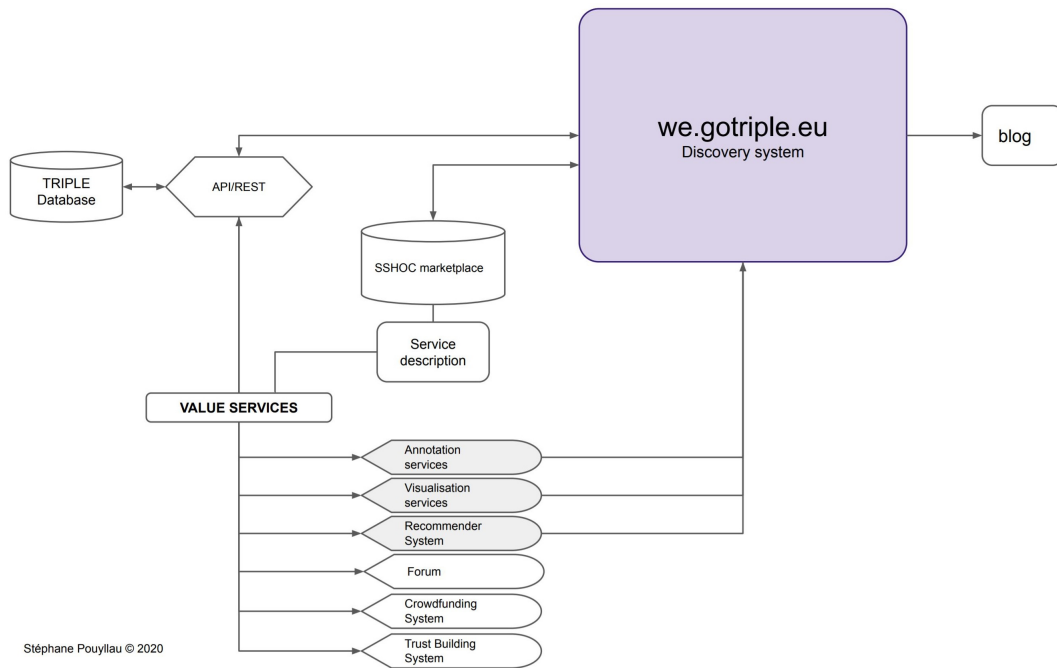 we.gotriple.eu
Discovery system
blog
TRIPLE
Database
API/REST
SSHOC marketplace
Service
description
VALUE SERVICES
Annotation
services
Visualisation
services
Recommender
System
Forum
Crowdfunding
System
Trust Building
System
Stéphane Pouyllau © 2020